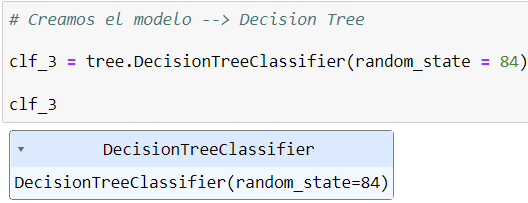 # Creamos el modelo --> Decision Tree
clf_3 = tree.DecisionTreeClassifier(random_state = 84)
clf_3
▾ DecisionTreeClassifier
DecisionTreeClassifier(random_state=84)